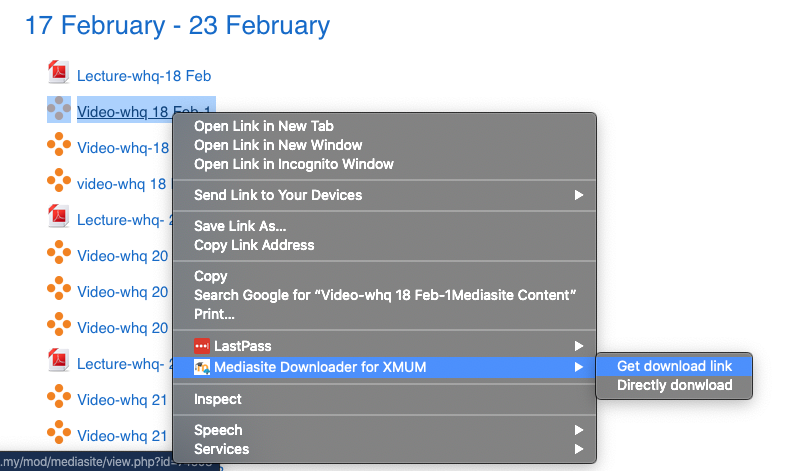 17 February - 23 February
Lecture-whq-18 Feb
Video-whq 18 Feb-1
Video-whq-18
video whq 18
Lecture-whq-
Video-whq 20
Video-whq 20
Video-whq 20
Lecture-whq-
Video-whq 21
Video-whq 21
Open Link in New Tab
Open Link in New Window
Open Link in Incognito Window
Send Link to Your Devices
Save Link As...
Copy Link Address
Copy
Search Google for “Video-whq 18 Feb-1Mediasite Content”
Print...
LastPass
Mediasite Downloader for XMUM
Get download link
Directly donwload
Inspect
Speech
Services
.my/mod/mediasite/view.php?id=